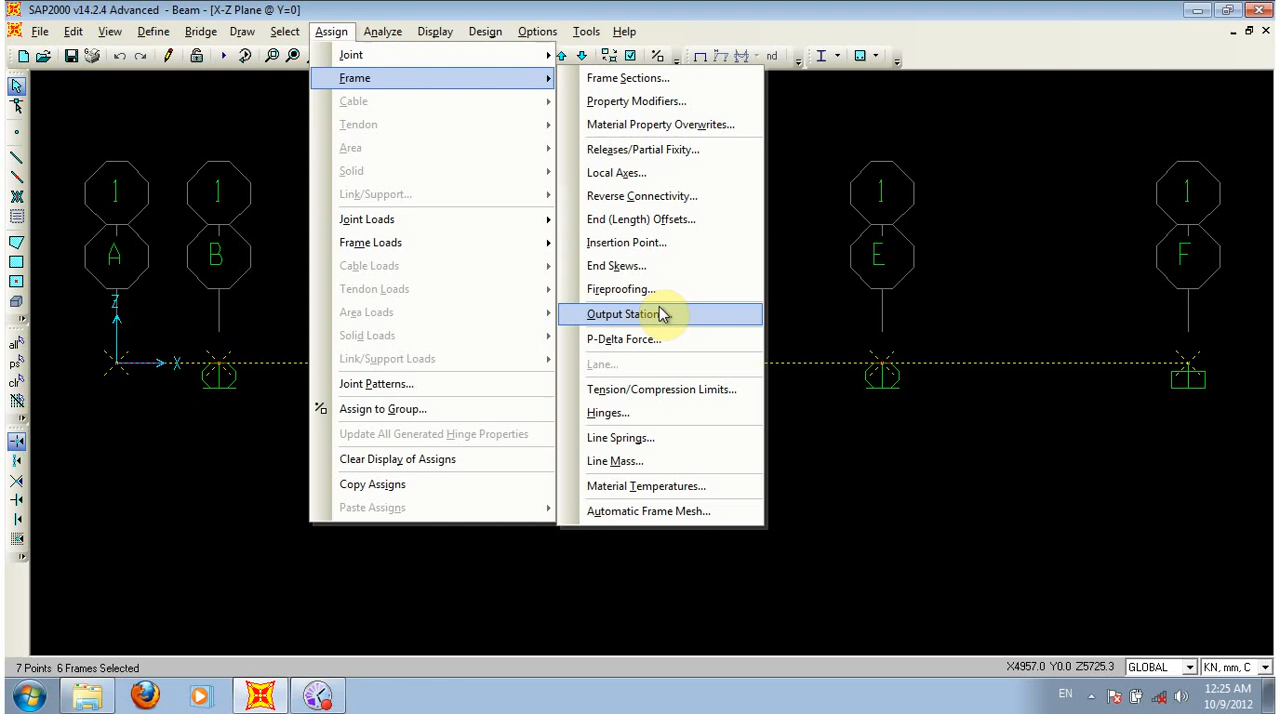 SAP2000 v14.2.4 Advanced - Beam - [X-Z Plane @ Y=0]
File Edit View Define Bridge Draw Select Assign Analyze Display Design Options Tools Help
nd
Joint
Frame
Cable
Tendon
Area
Solid
Link/Support...
Joint Loads
Frame Loads
Cable Loads
Tendon Loads
Area Loads
Solid Loads
Link/Support Loads
Joint Patterns...
Assign to Group...
Update All Generated Hinge Properties
Clear Display of Assigns
Copy Assigns
Paste Assigns
Frame Sections...
Property Modifiers...
Material Property Overwrites...
Releases/Partial Fixity...
Local Axes...
Reverse Connectivity...
End (Length) Offsets...
Insertion Point...
End Skews...
Fireproofing...
Output Station
P-Delta Force...
Lane...
Tension/Compression Limits...
Hinges...
Line Springs...
Line Mass...
Material Temperatures...
Automatic Frame Mesh...
1 1 1 1
A B E F
Z
X
all
ps
clr
7 Points 6 Frames Selected
X4957.0 Y0.0 Z5725.3
GLOBAL
KN, mm, C
EN
12:25 AM
10/9/2012